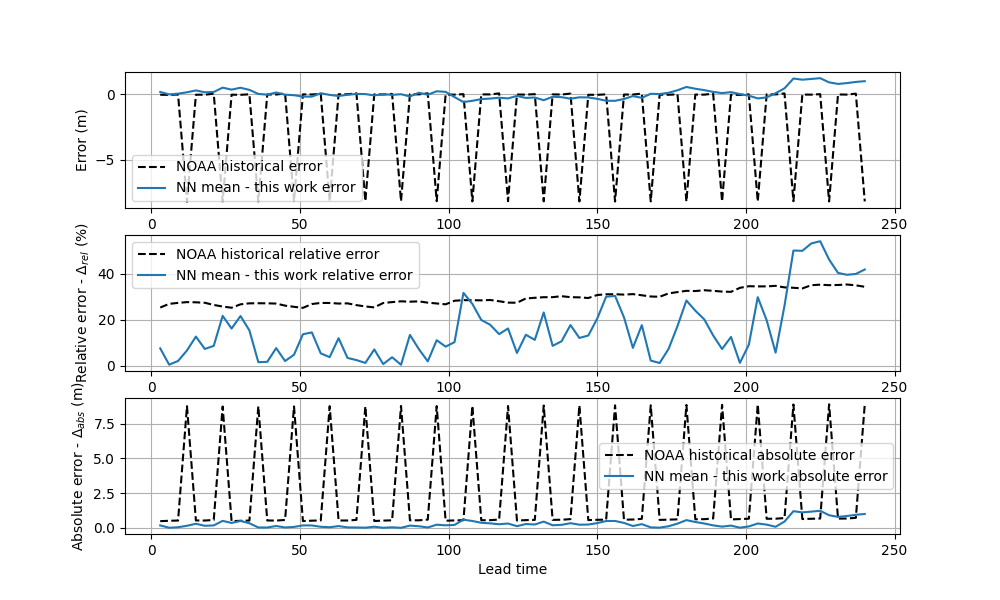 Error (m)
0
−5
NOAA historical error
NN mean - this work error
0 50 100 150 200 250
Relative error - Δrel (%)
40
20
0
NOAA historical relative error
NN mean - this work relative error
0 50 100 150 200 250
Absolute error - Δabs (m)
7.5
5.0
2.5
0.0
NOAA historical absolute error
NN mean - this work absolute error
0 50 100 150 200 250
Lead time